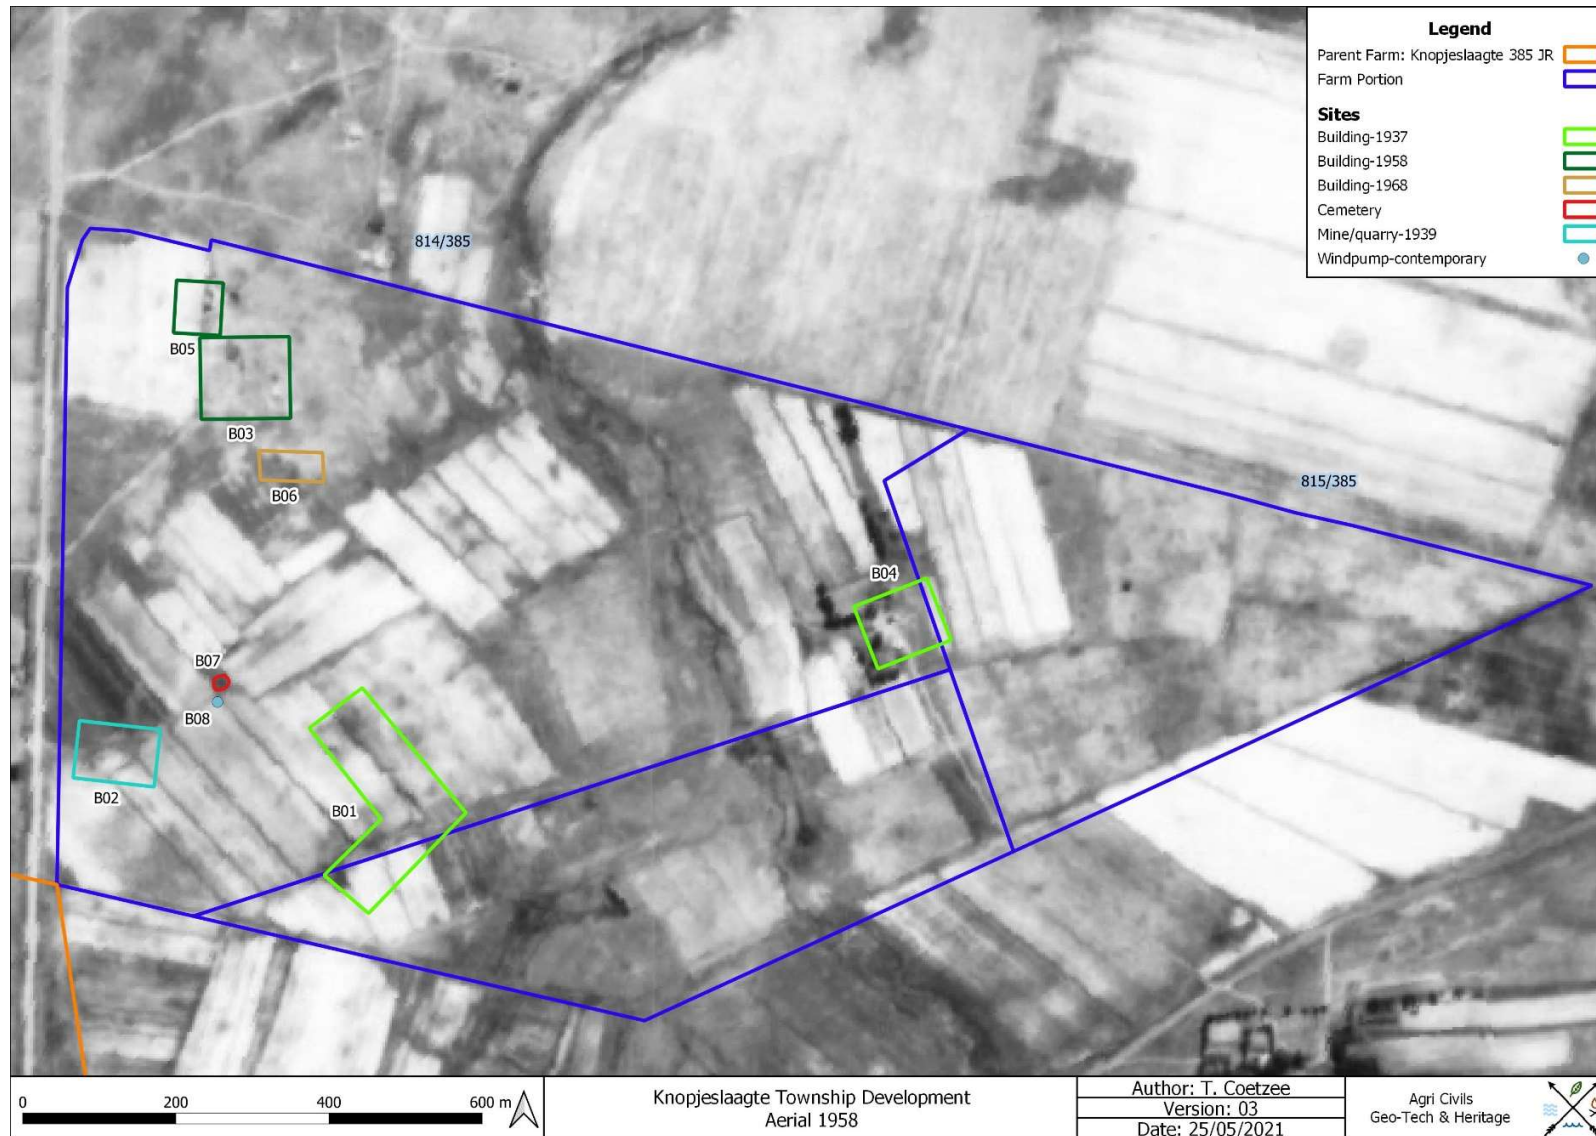 Legend
Parent Farm: Knopjeslaagte 385 JR
Farm Portion
Sites
Building-1937
Building-1958
Building-1968
Cemetery
Mine/quarry-1939
Windpump-contemporary
814/385
815/385
B05
B03
B06
B04
B07
B08
B02
B01
0 200 400 600 m
Knopjeslaagte Township Development
Aerial 1958
Author: T. Coetzee
Version: 03
Date: 25/05/2021
Agri Civils
Geo-Tech & Heritage